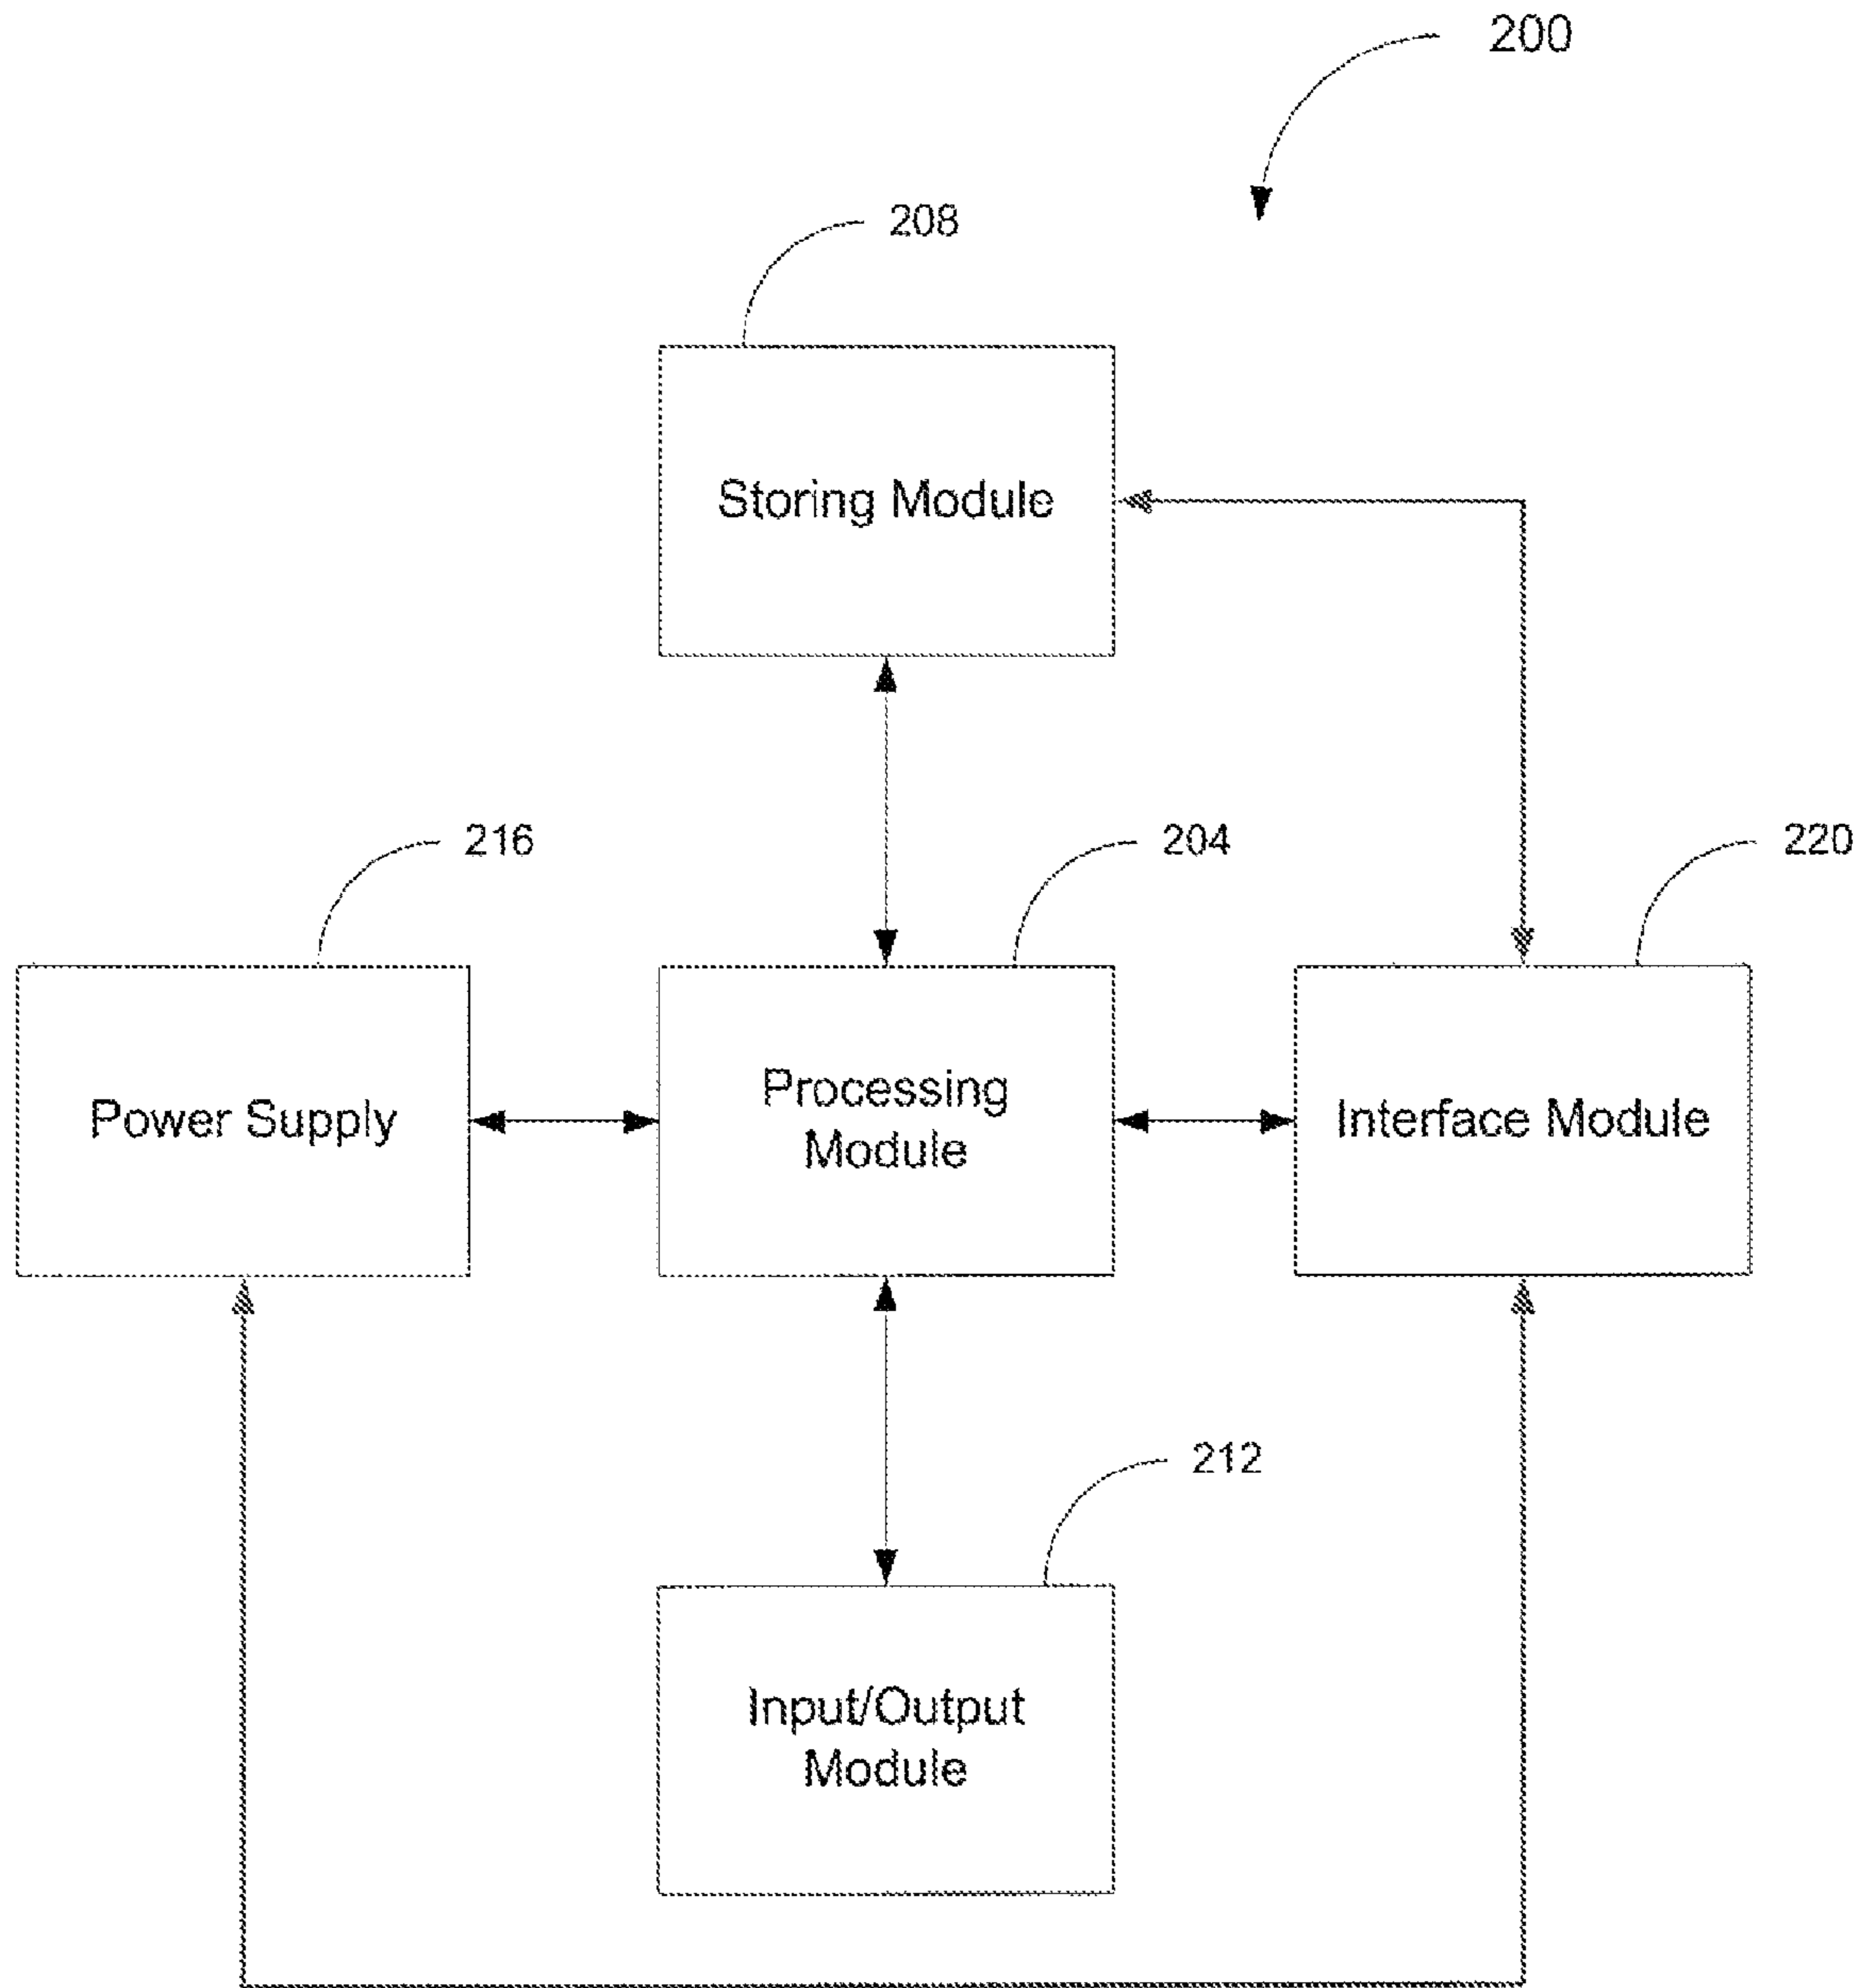 200
208
Storing Module
216
204
220
Power Supply
Processing
Module
Interface Module
212
Input/Output
Module